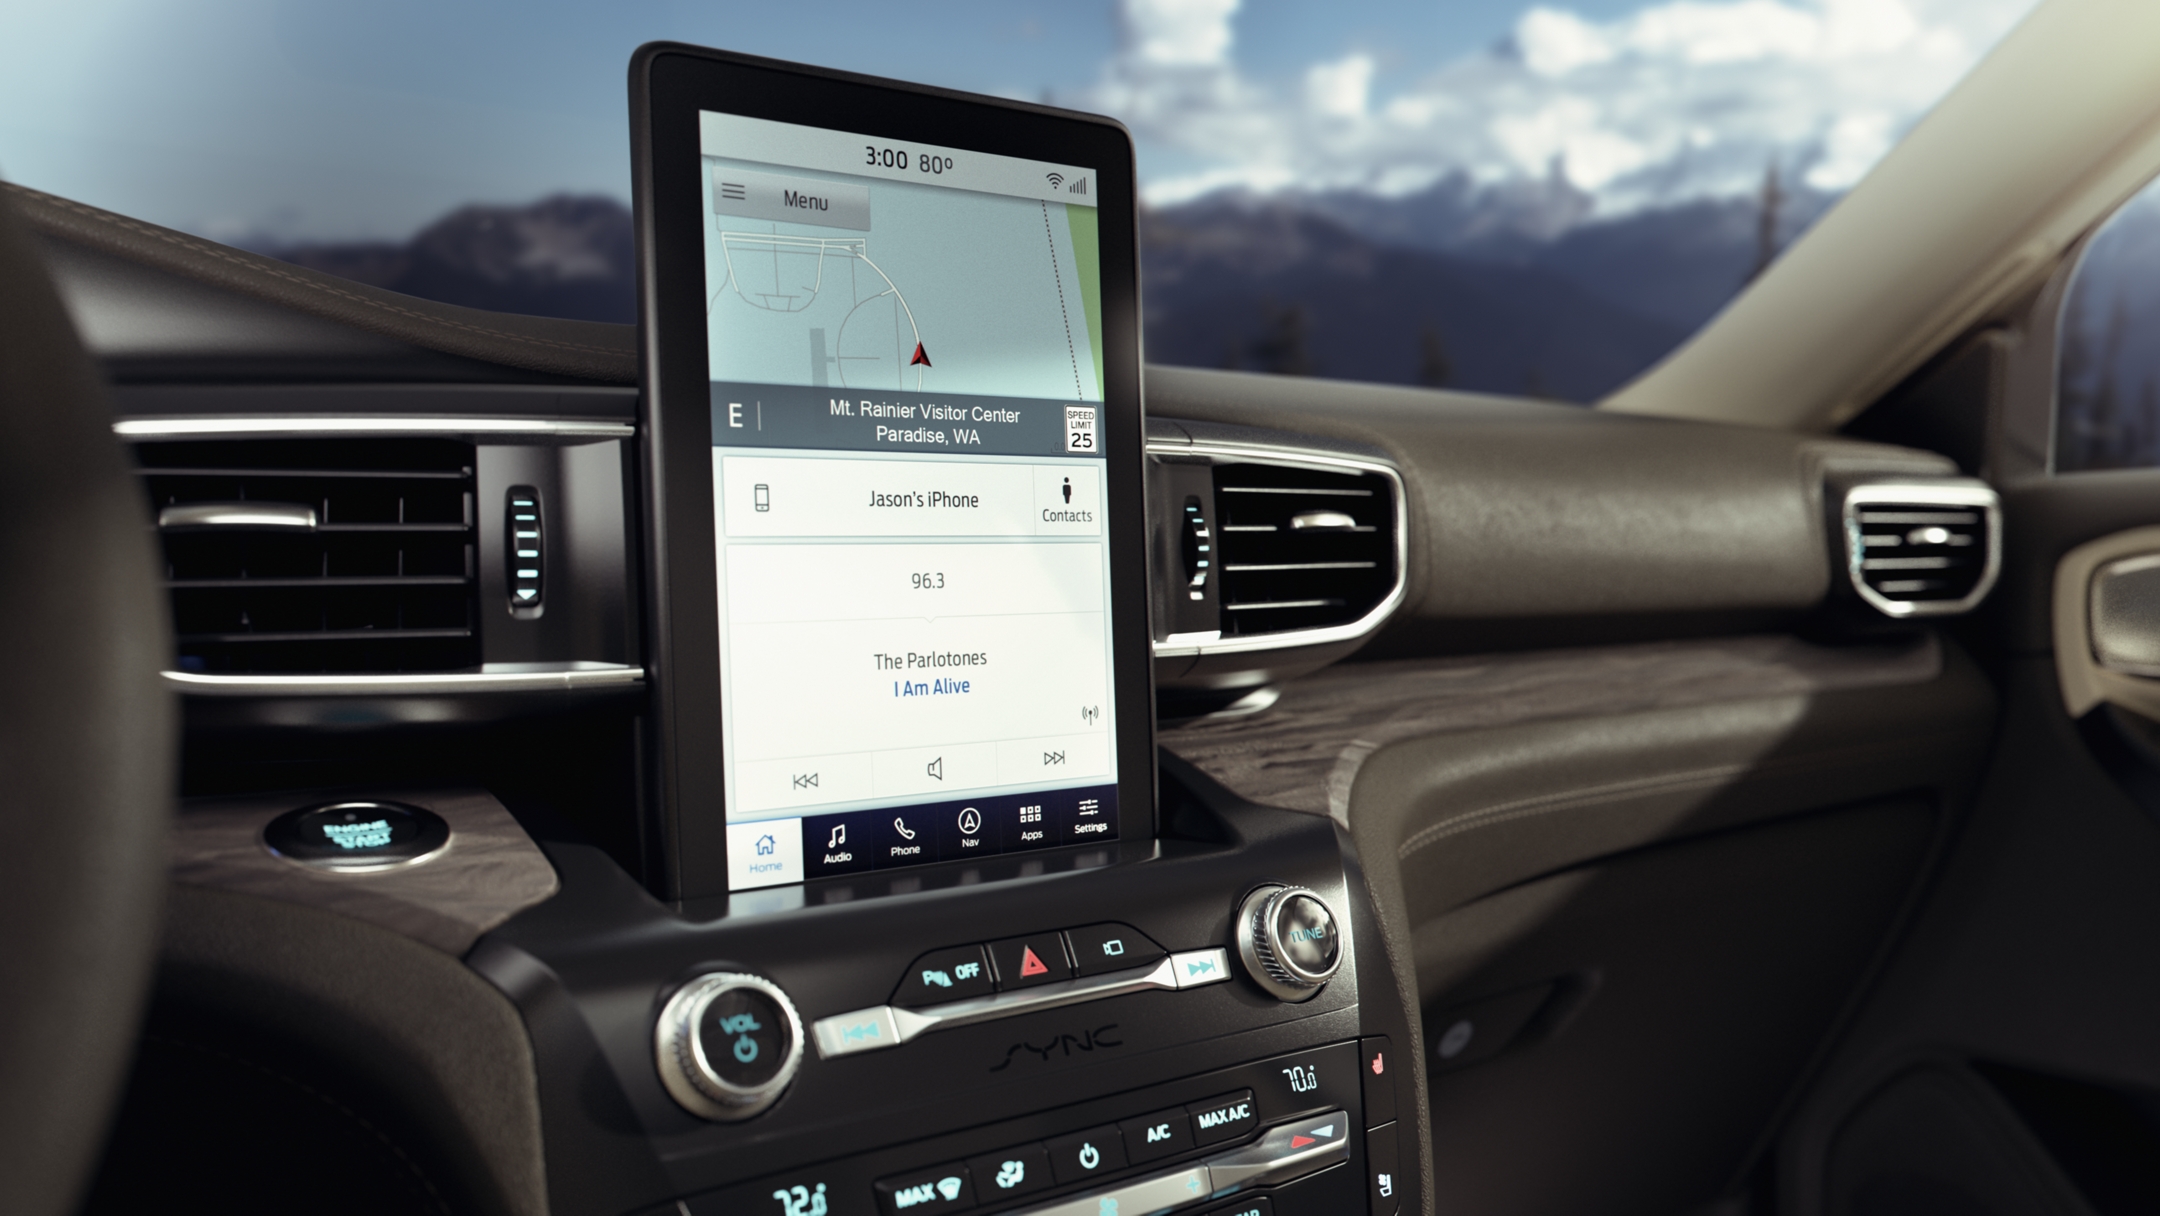 3:00 80°
Menu
E
Mt. Rainier Visitor Center
Paradise, WA
SPEED
LIMIT
25
Jason's iPhone
Contacts
96.3
The Parlotones
I Am Alive
Home
Audio
Phone
Nav
Apps
Settings
ENGINE
START
STOP
P OFF
TUNE
VOL
SYNC
70.0
MAX A/C
A/C
MAX
72.0